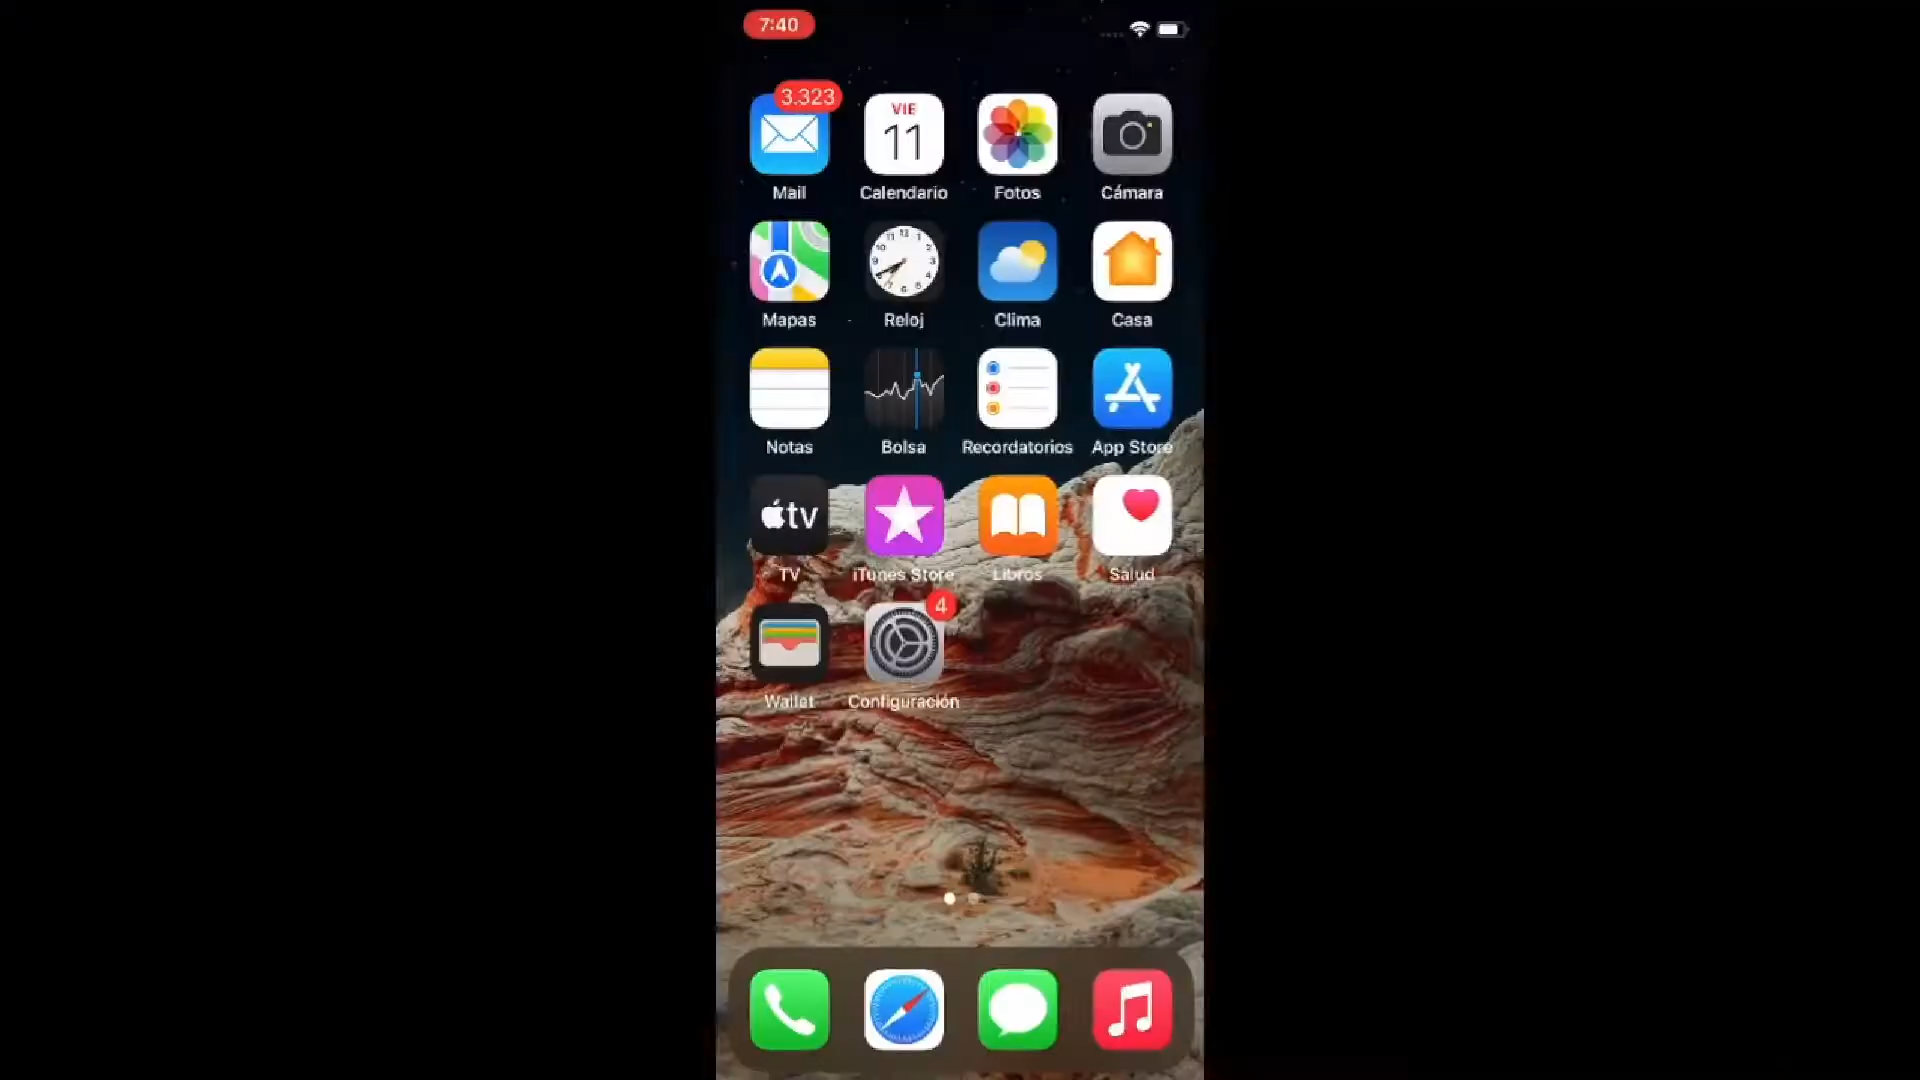 7:40
3.323
VIE
11
Mail
Calendario
Fotos
Cámara
Mapas
Reloj
Clima
Casa
Notas
Bolsa
Recordatorios
App Store
tv
TV
iTunes Store
Libros
Salud
4
Wallet
Configuración